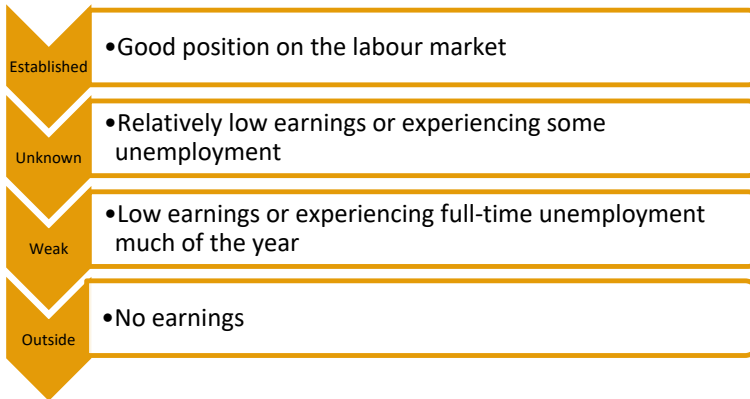 Established
•Good position on the labour market
Unknown
•Relatively low earnings or experiencing some
unemployment
Weak
•Low earnings or experiencing full-time unemployment
much of the year
Outside
•No earnings